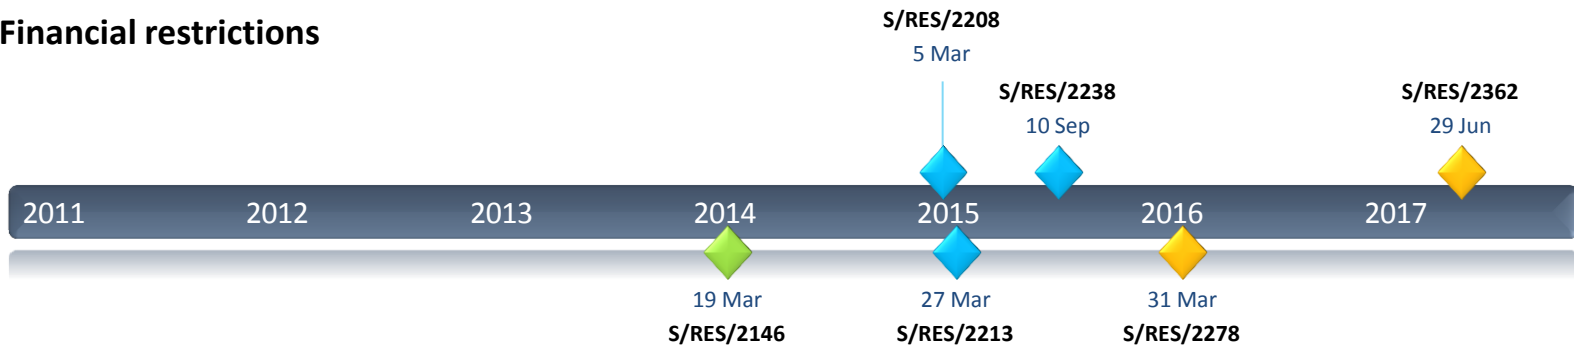 Financial restrictions
S/RES/2208
5 Mar
S/RES/2238
10 Sep
S/RES/2362
29 Jun
2011 2012 2013 2014 2015 2016 2017
19 Mar
S/RES/2146
27 Mar
S/RES/2213
31 Mar
S/RES/2278